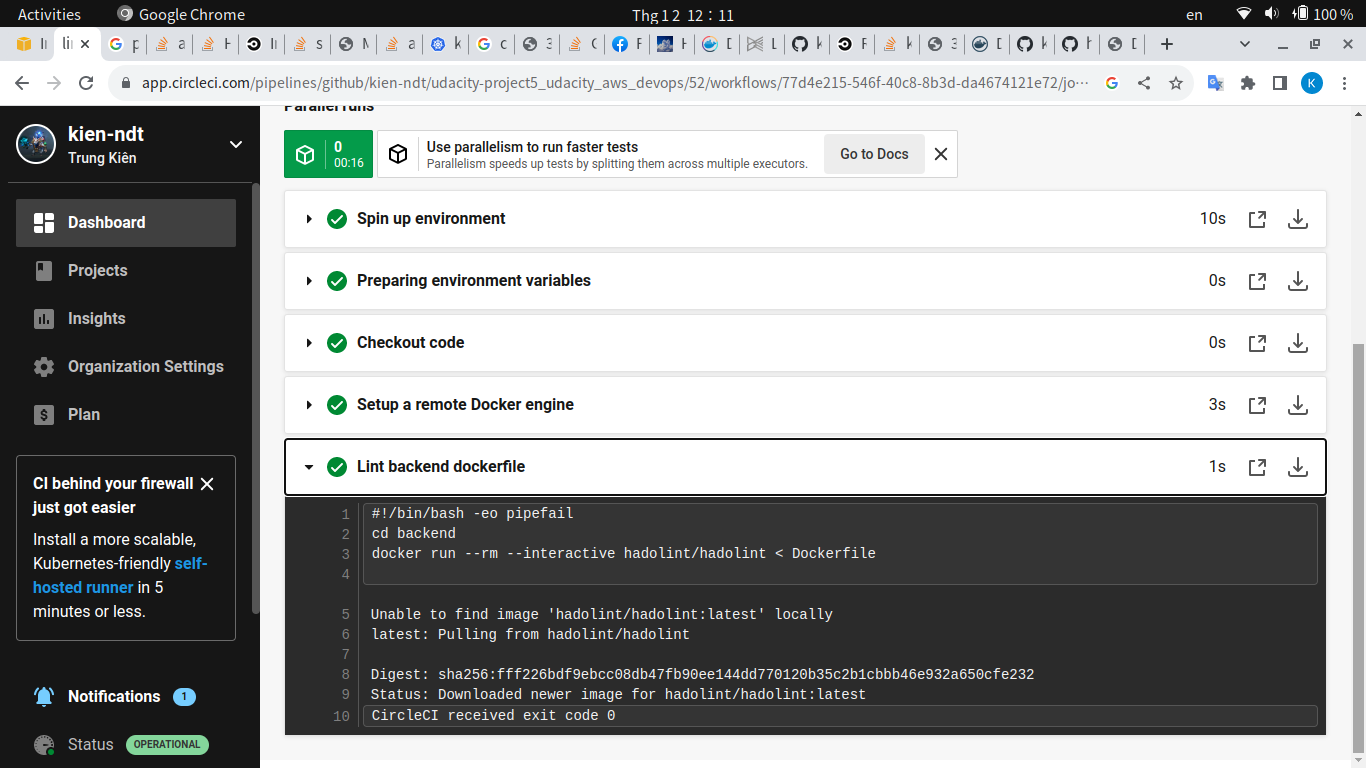 Activities
Google Chrome
Thg 1 2 12 : 11
en
100 %
app.circleci.com/pipelines/github/kien-ndt/udacity-project5_udacity_aws_devops/52/workflows/77d4e215-546f-40c8-8b3d-da4674121e72/jo...
K
kien-ndt
Trung Kiên
Dashboard
Projects
Insights
Organization Settings
Plan
CI behind your firewall
just got easier
Install a more scalable,
Kubernetes-friendly self-
hosted runner in 5
minutes or less.
Notifications 1
Status OPERATIONAL
Parallel runs
0
00:16
Use parallelism to run faster tests
Parallelism speeds up tests by splitting them across multiple executors.
Go to Docs
Spin up environment 10s
Preparing environment variables 0s
Checkout code 0s
Setup a remote Docker engine 3s
Lint backend dockerfile 1s
1 #!/bin/bash -eo pipefail
2 cd backend
3 docker run --rm --interactive hadolint/hadolint < Dockerfile
4
5 Unable to find image 'hadolint/hadolint:latest' locally
6 latest: Pulling from hadolint/hadolint
7
8 Digest: sha256:fff226bdf9ebcc08db47fb90ee144dd770120b35c2b1cbbb46e932a650cfe232
9 Status: Downloaded newer image for hadolint/hadolint:latest
10 CircleCI received exit code 0